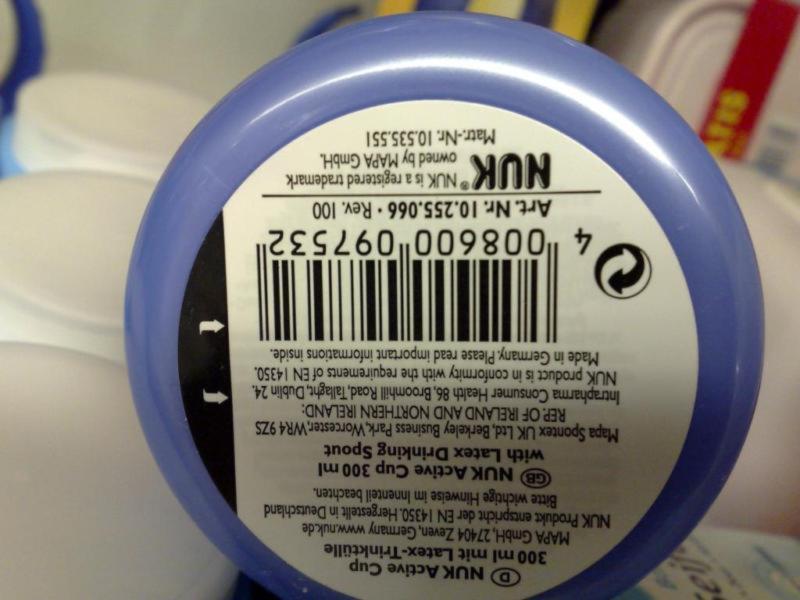 D NUK Active Cup
300 ml mit Latex-Trinktülle
MAPA GmbH, 27404 Zeven, Germany www.nuk.de
NUK Produkt entspricht der EN 14350. Hergestellt in Deutschland
Bitte wichtige Hinweise im Innenteil beachten.
GB NUK Active Cup 300 ml
with Latex Drinking Spout
Mapa Spontex UK Ltd, Berkeley Business Park, Worcester, WR4 9ZS
REP. OF IRELAND AND NORTHERN IRELAND:
Intrapharma Consumer Health, 86, Broomhill Road, Tallaght, Dublin 24.
NUK product is in conformity with the requirements of EN 14350.
Made in Germany. Please read important informations inside.
4 008600 097532
Art. Nr. 10.255.066 • Rev. 100
NUK® NUK is a registered trademark
owned by MAPA GmbH.
Matr.-Nr. 10.535.551